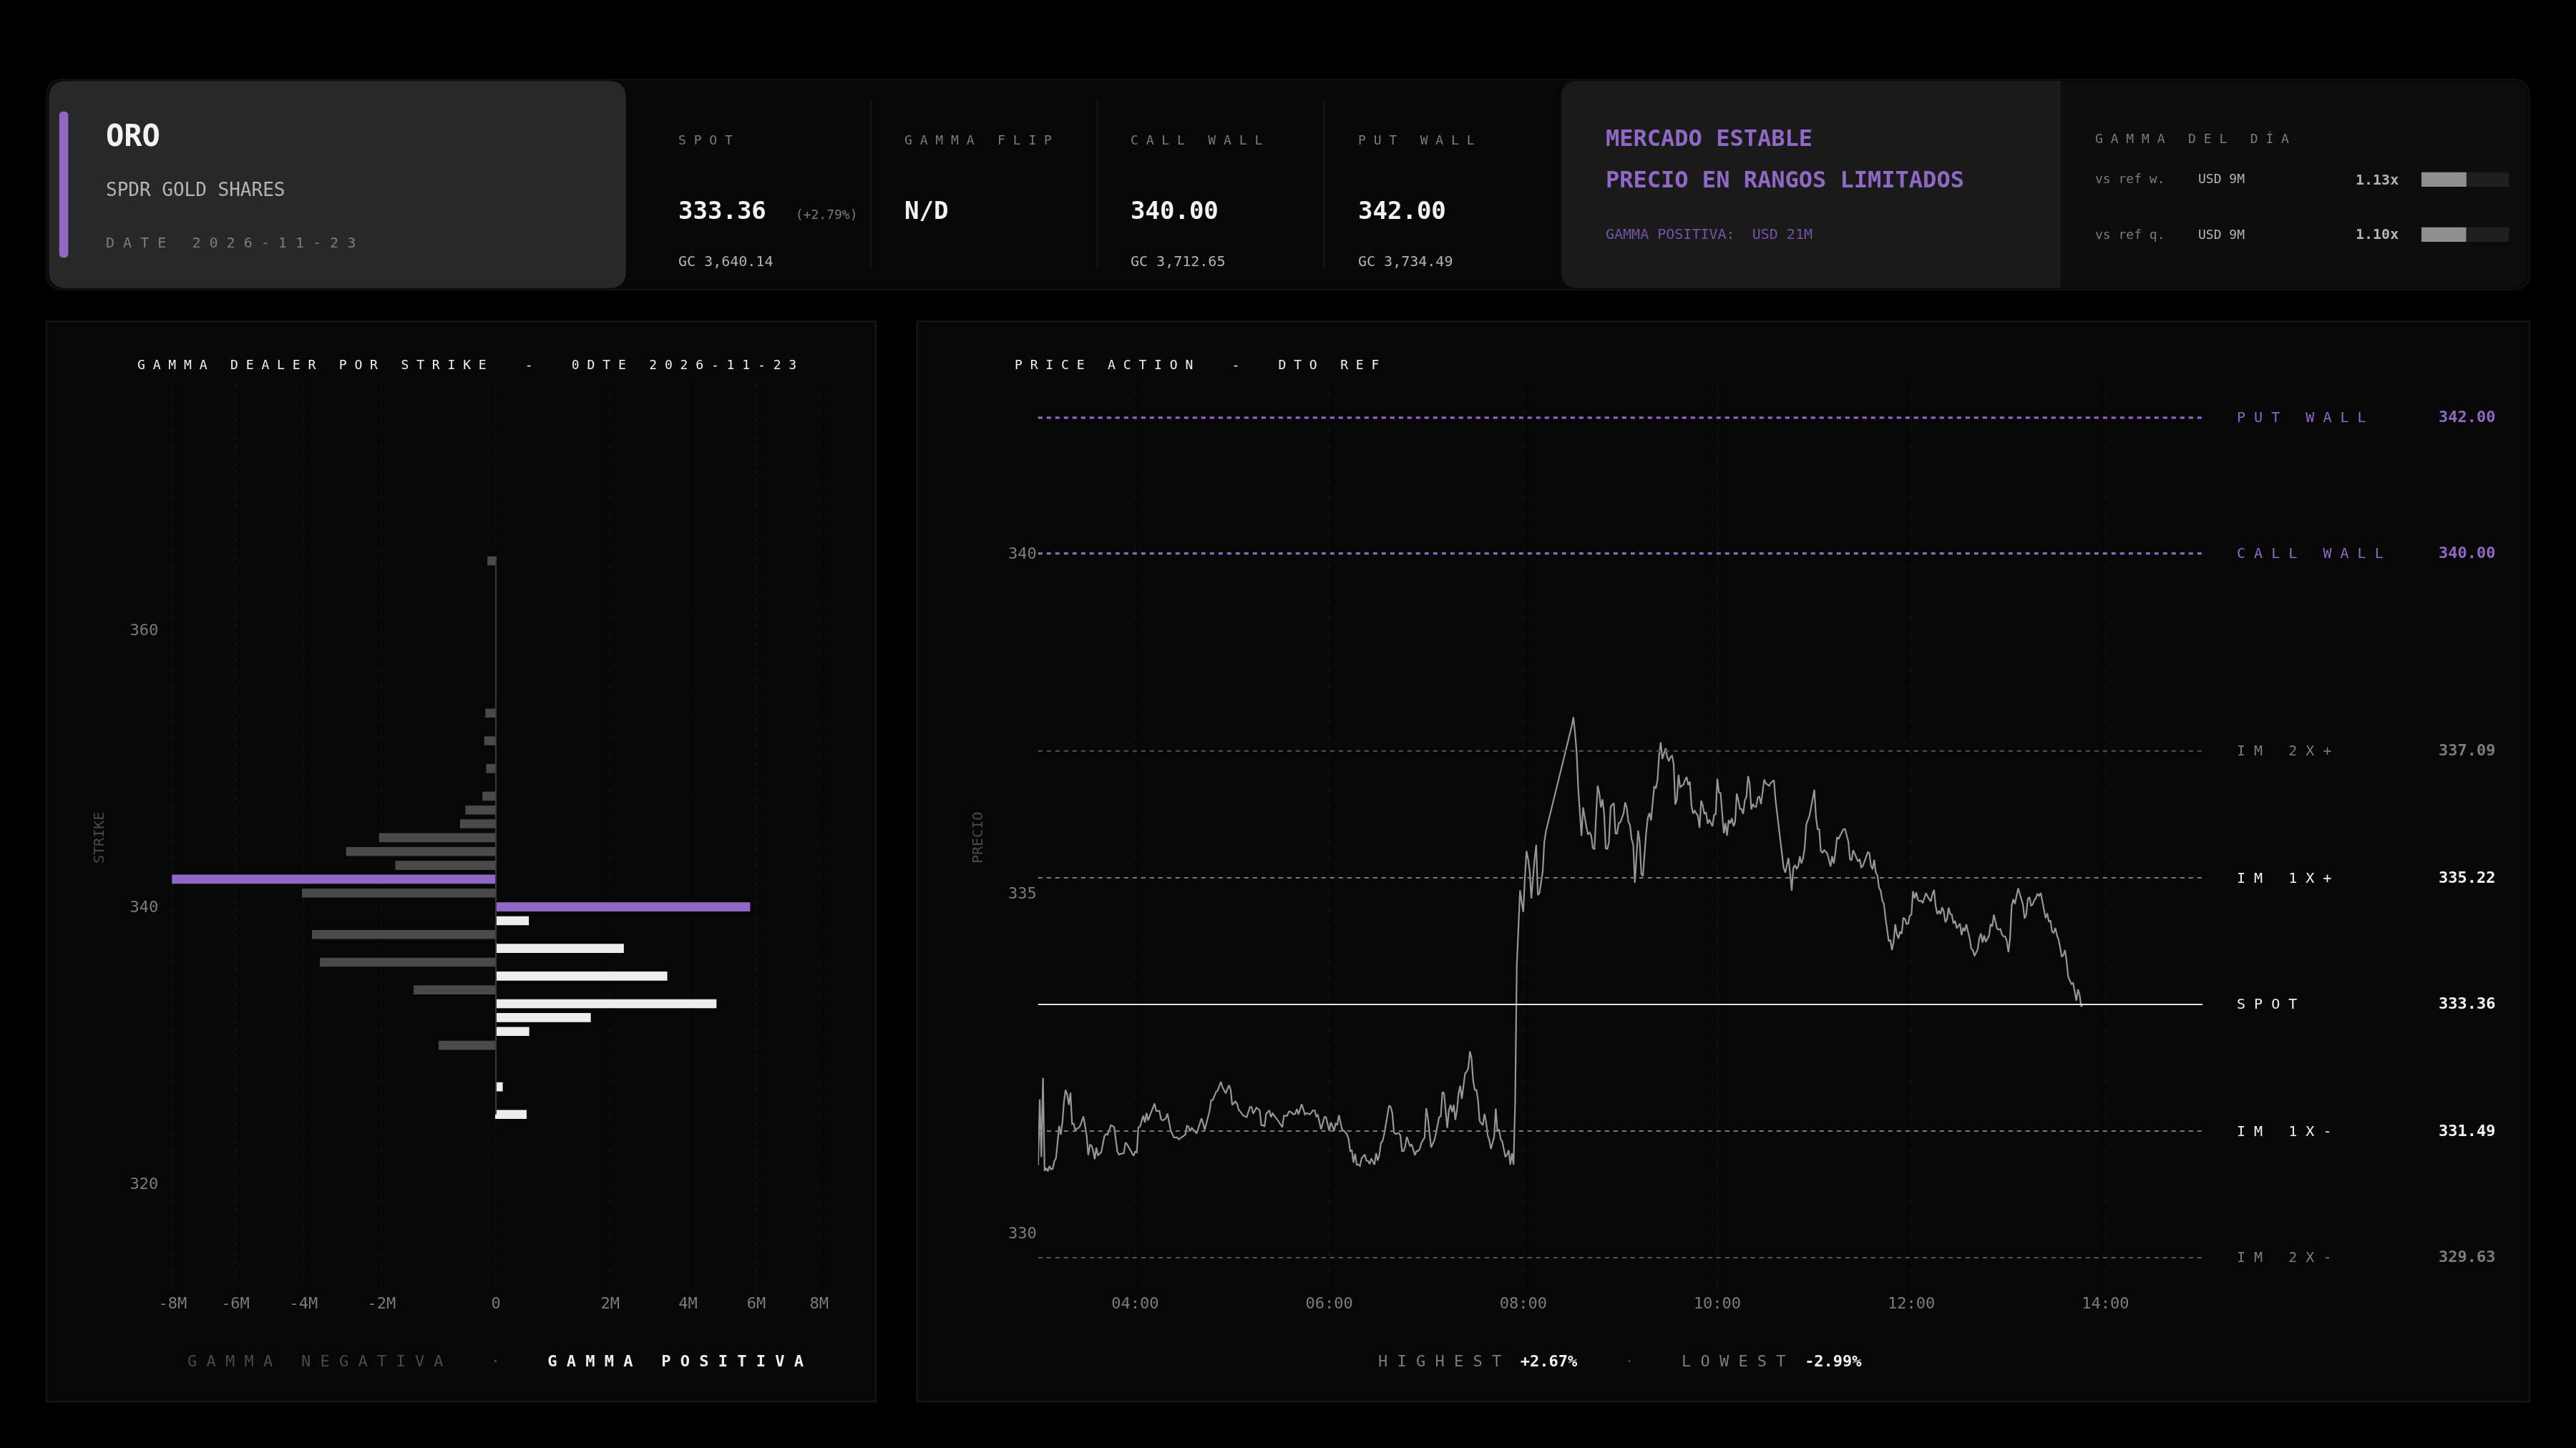 ORO
SPDR GOLD SHARES
DATE 2026-11-23
SPOT
333.36 (+2.79%)
GC 3,640.14
GAMMA FLIP
N/D
CALL WALL
340.00
GC 3,712.65
PUT WALL
342.00
GC 3,734.49
MERCADO ESTABLE
PRECIO EN RANGOS LIMITADOS
GAMMA POSITIVA: USD 21M
GAMMA DEL DÍA
vs ref w. USD 9M 1.13x
vs ref q. USD 9M 1.10x
GAMMA DEALER POR STRIKE - 0DTE 2026-11-23
STRIKE
360
340
320
-8M -6M -4M -2M 0 2M 4M 6M 8M
GAMMA NEGATIVA · GAMMA POSITIVA
PRICE ACTION - DTO REF
PRECIO
340
335
330
PUT WALL 342.00
CALL WALL 340.00
IM 2X+ 337.09
IM 1X+ 335.22
SPOT 333.36
IM 1X- 331.49
IM 2X- 329.63
04:00 06:00 08:00 10:00 12:00 14:00
HIGHEST +2.67% · LOWEST -2.99%